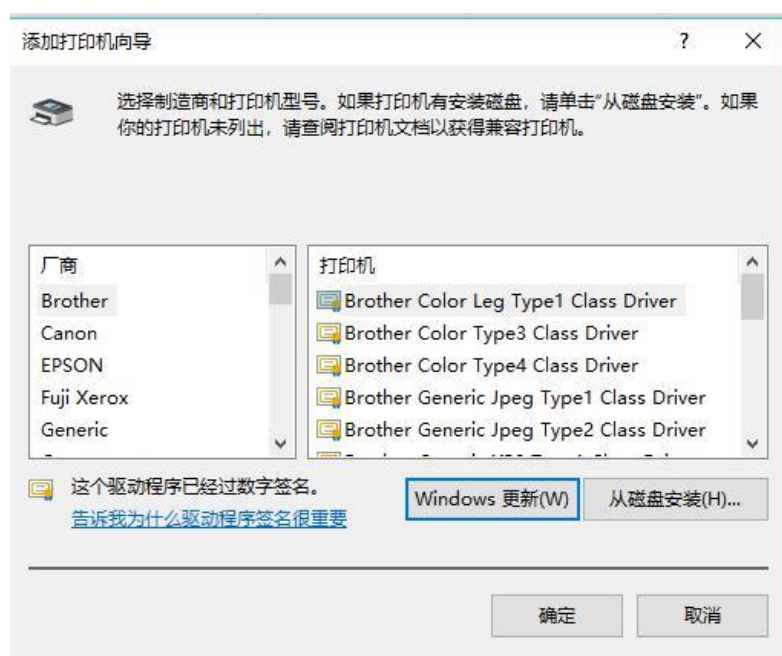 添加打印机向导
选择制造商和打印机型号。如果打印机有安装磁盘，请单击“从磁盘安装”。如果
你的打印机未列出，请查阅打印机文档以获得兼容打印机。
厂商
Brother
Canon
EPSON
Fuji Xerox
Generic
打印机
Brother Color Leg Type1 Class Driver
Brother Color Type3 Class Driver
Brother Color Type4 Class Driver
Brother Generic Jpeg Type1 Class Driver
Brother Generic Jpeg Type2 Class Driver
这个驱动程序已经过数字签名。
告诉我为什么驱动程序签名很重要
Windows 更新(W)
从磁盘安装(H)...
确定
取消